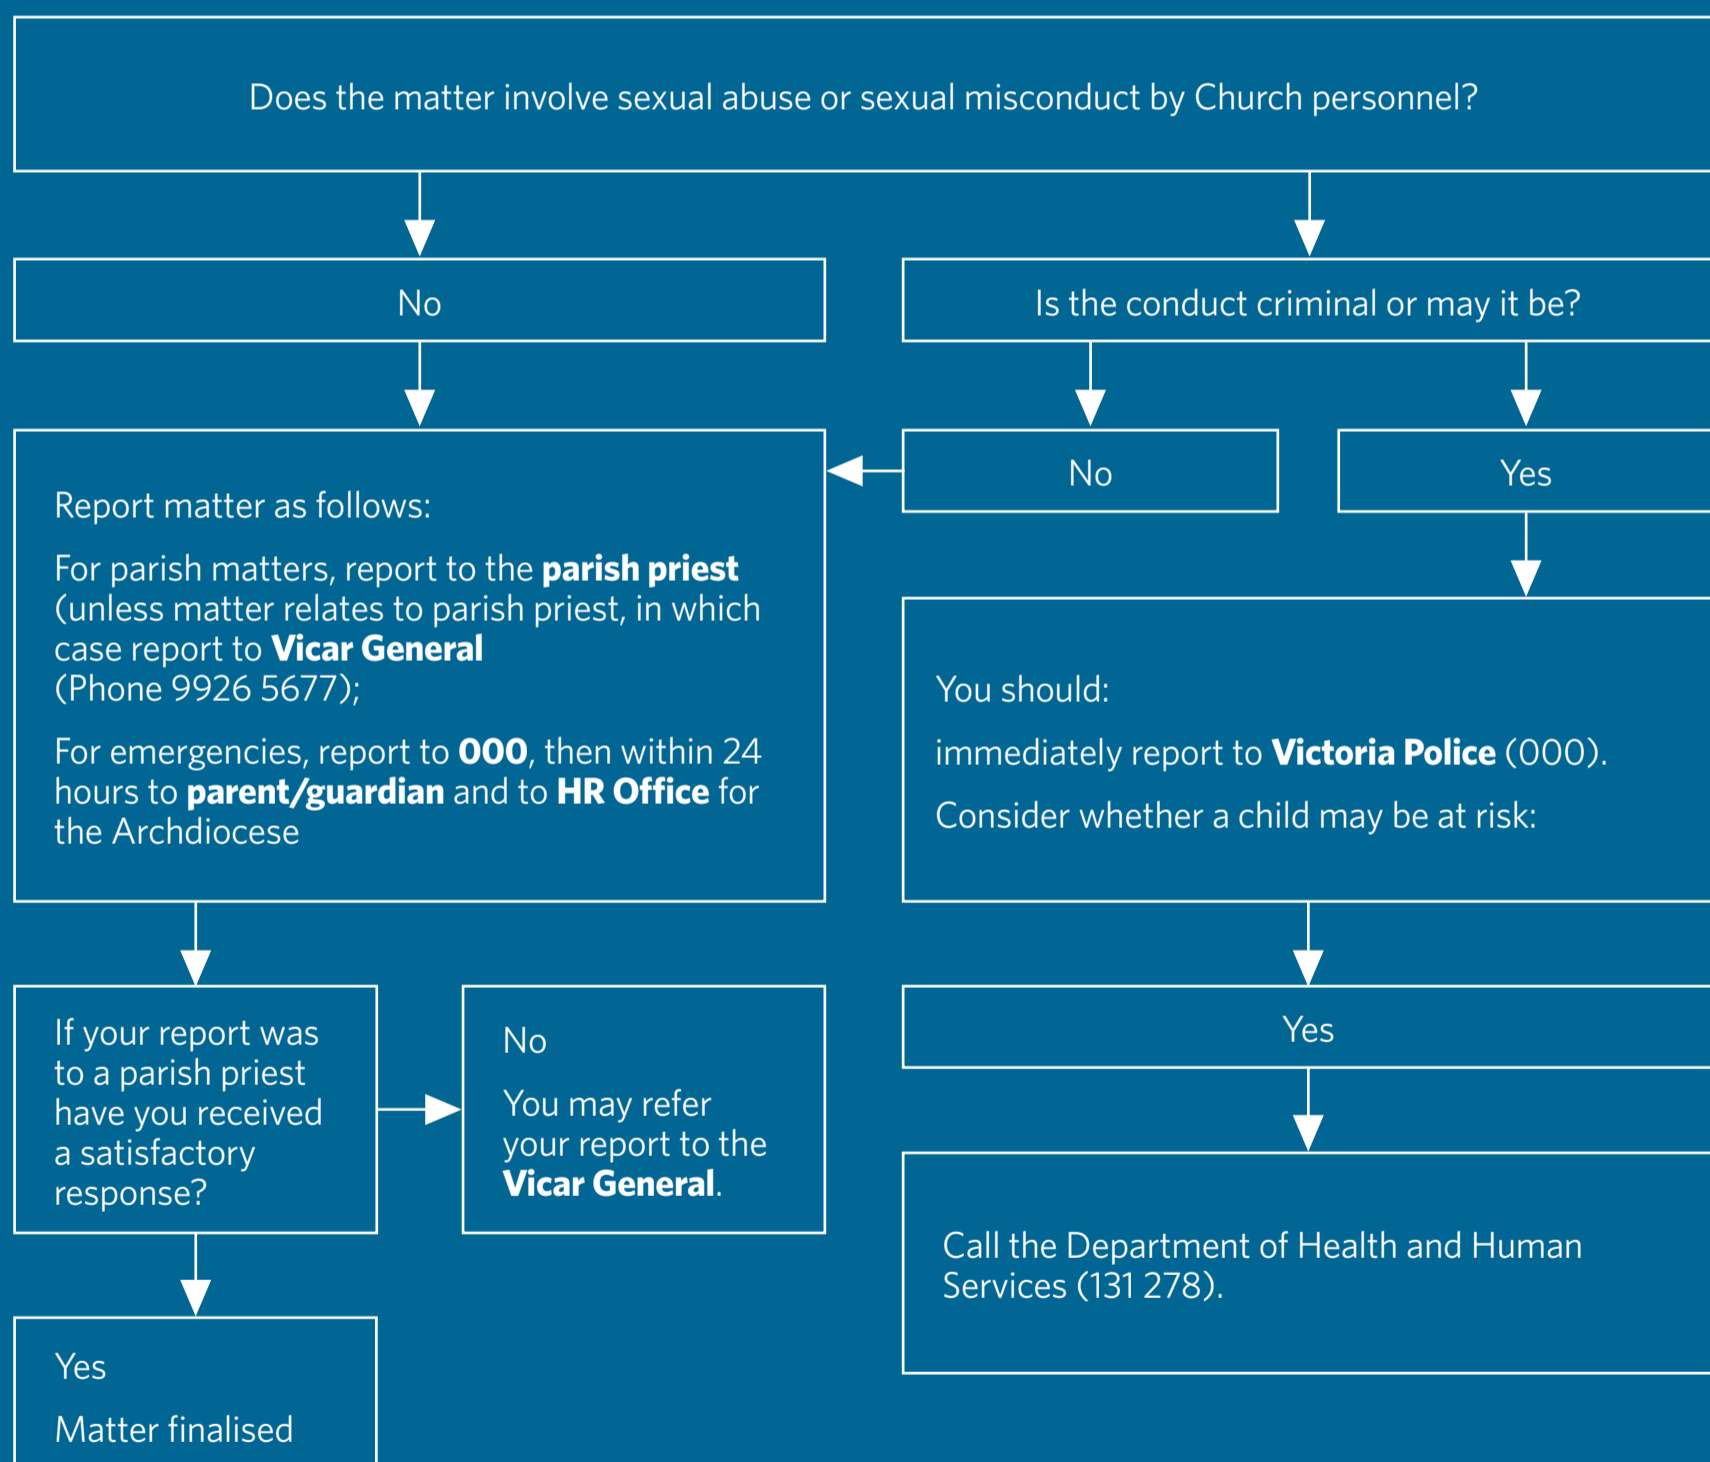 Does the matter involve sexual abuse or sexual misconduct by Church personnel?
No
Is the conduct criminal or may it be?
No
Yes
Report matter as follows:
For parish matters, report to the parish priest
(unless matter relates to parish priest, in which
case report to Vicar General
(Phone 9926 5677);
For emergencies, report to 000, then within 24
hours to parent/guardian and to HR Office for
the Archdiocese
You should:
immediately report to Victoria Police (000).
Consider whether a child may be at risk:
If your report was
to a parish priest
have you received
a satisfactory
response?
No
You may refer
your report to the
Vicar General.
Yes
Call the Department of Health and Human
Services (131 278).
Yes
Matter finalised